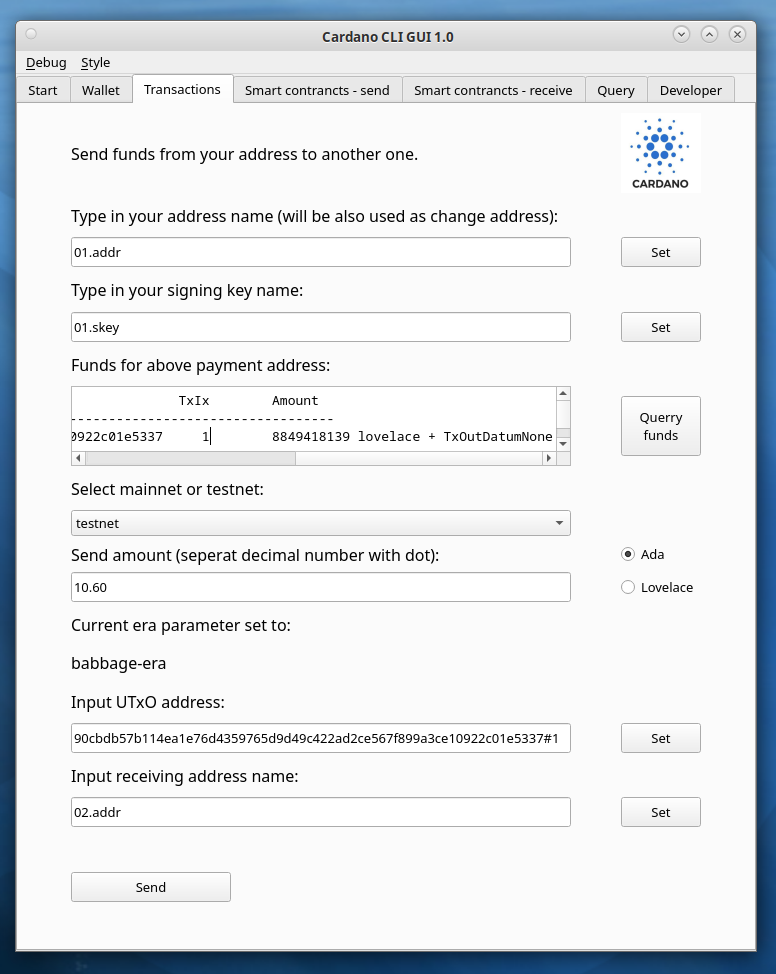 Cardano CLI GUI 1.0
Debug Style
Start Wallet Transactions Smart contrancts - send Smart contrancts - receive Query Developer
Send funds from your address to another one.
CARDANO
Type in your address name (will be also used as change address):
01.addr Set
Type in your signing key name:
01.skey Set
Funds for above payment address:
TxIx Amount
----------------------------------
0922c01e5337 1 8849418139 lovelace + TxOutDatumNone
Querry
funds
Select mainnet or testnet:
testnet
Send amount (seperat decimal number with dot): Ada
10.60 Lovelace
Current era parameter set to:
babbage-era
Input UTxO address:
90cbdb57b114ea1e76d4359765d9d49c422ad2ce567f899a3ce10922c01e5337#1 Set
Input receiving address name:
02.addr Set
Send